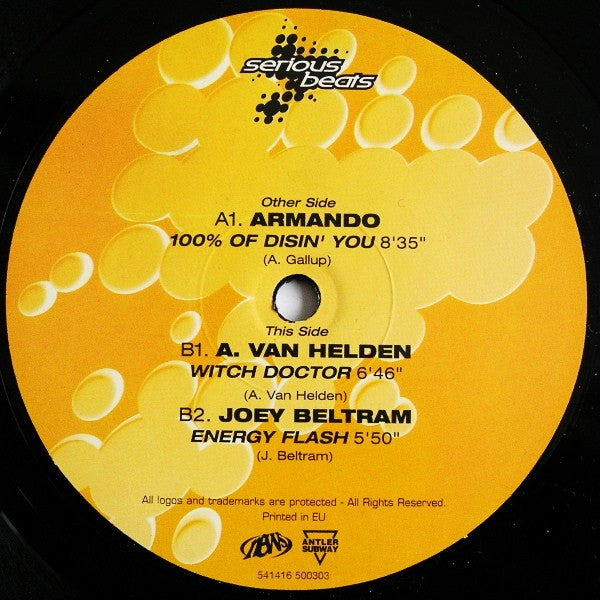 serious
beats
Other Side
A1. ARMANDO
100% OF DISIN' YOU 8'35"
(A. Gallup)
This Side
B1. A. VAN HELDEN
WITCH DOCTOR 6'46"
(A. Van Helden)
B2. JOEY BELTRAM
ENERGY FLASH 5'50"
(J. Beltram)
All logos and trademarks are protected - All Rights Reserved.
Printed in EU
news
ANTLER
SUBWAY
541416 500303